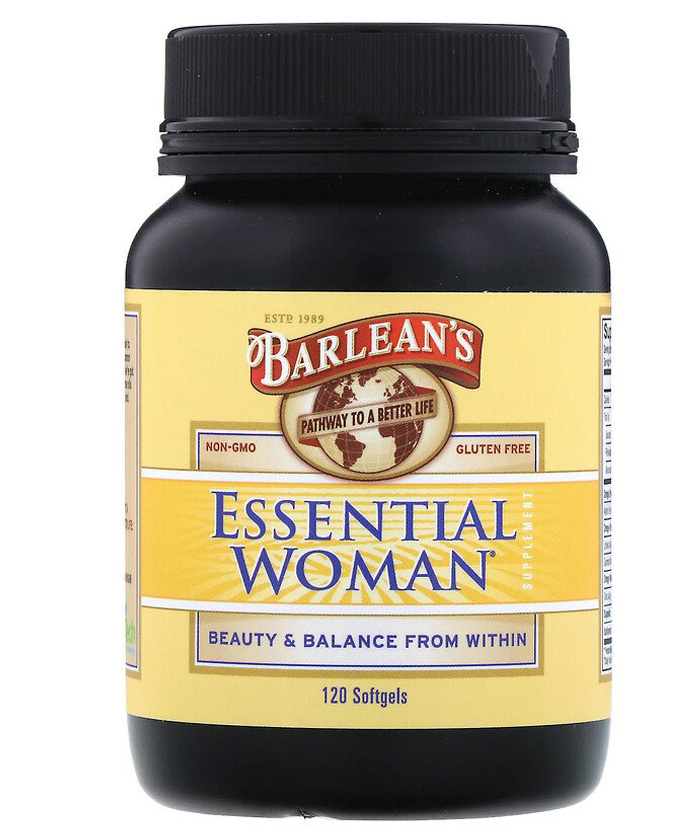 ESTD 1989
BARLEAN'S
PATHWAY TO A BETTER LIFE
NON-GMO
GLUTEN FREE
ESSENTIAL
WOMAN®
SUPPLEMENT
BEAUTY & BALANCE FROM WITHIN
120 Softgels